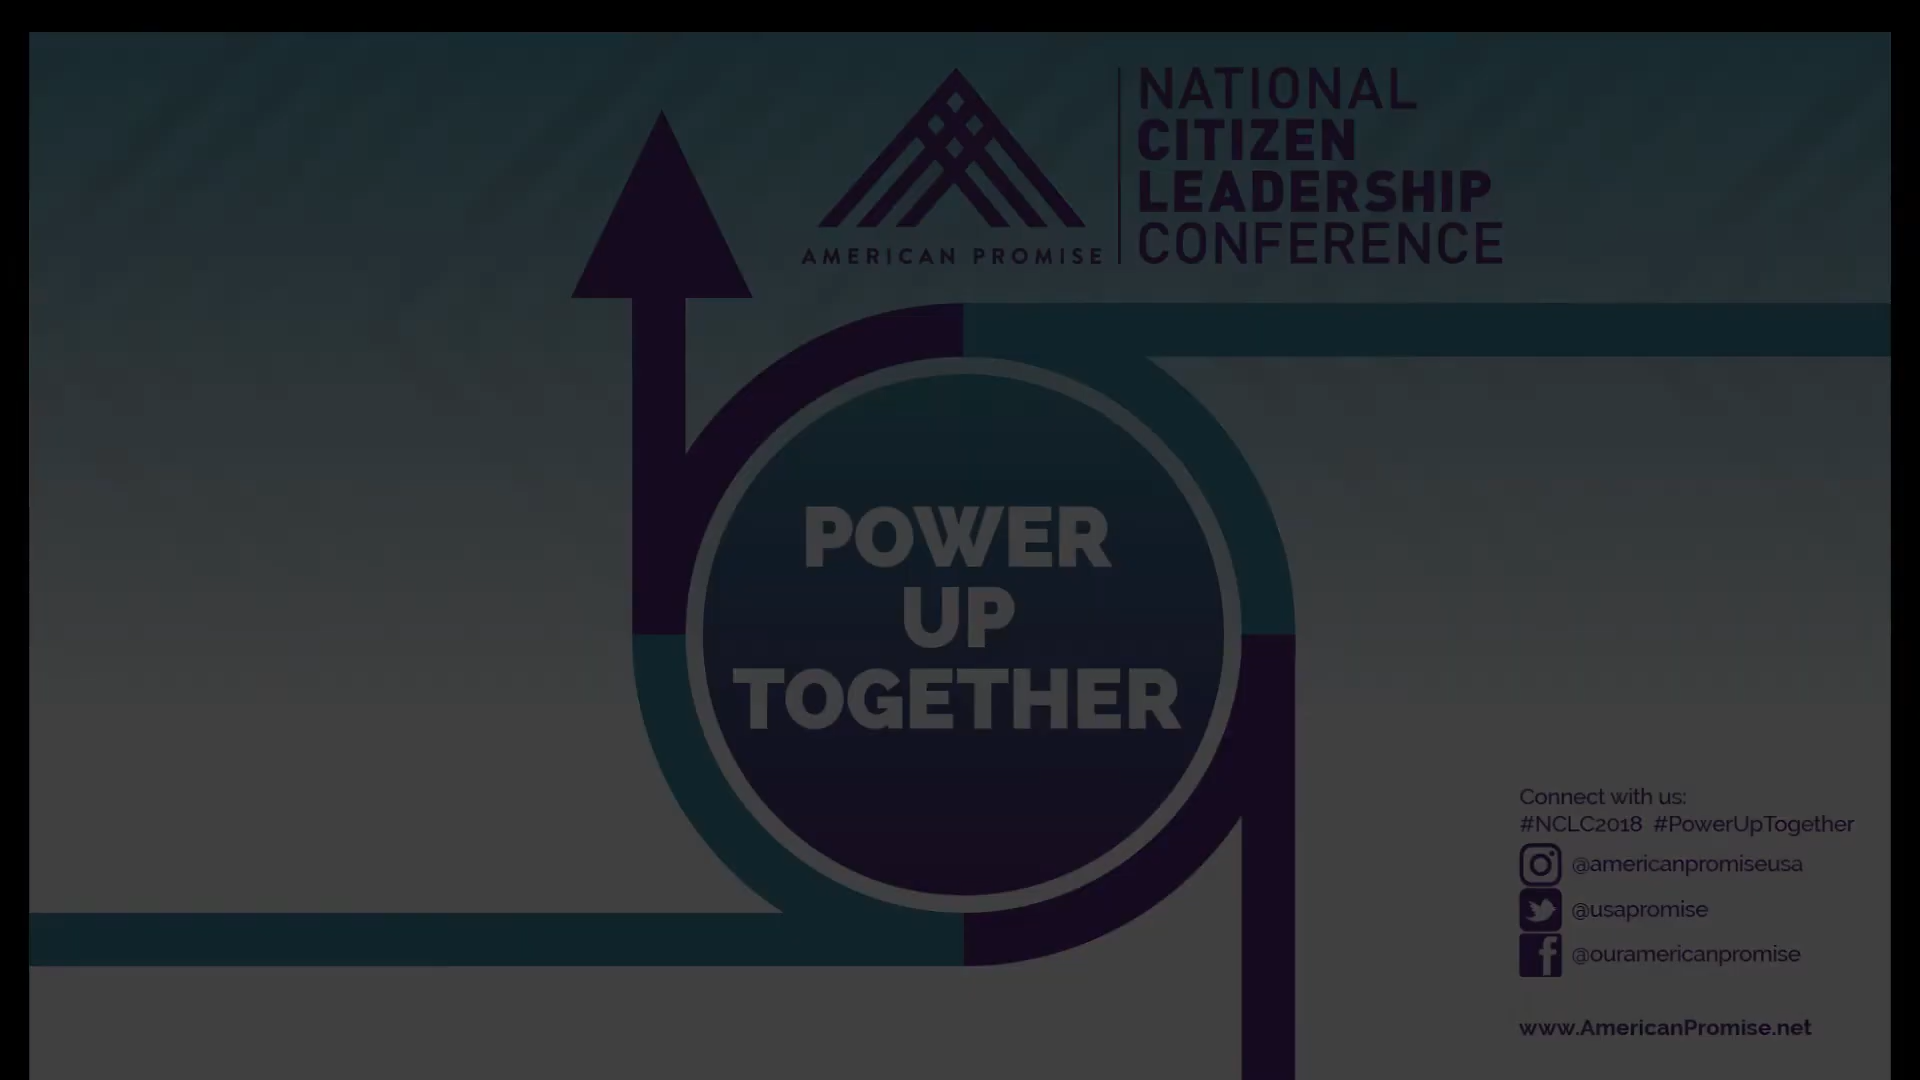 AMERICAN PROMISE
NATIONAL
CITIZEN
LEADERSHIP
CONFERENCE
POWER
UP
TOGETHER
Connect with us:
#NCLC2018 #PowerUpTogether
@americanpromiseusa
@usapromise
@ouramericanpromise
www.AmericanPromise.net